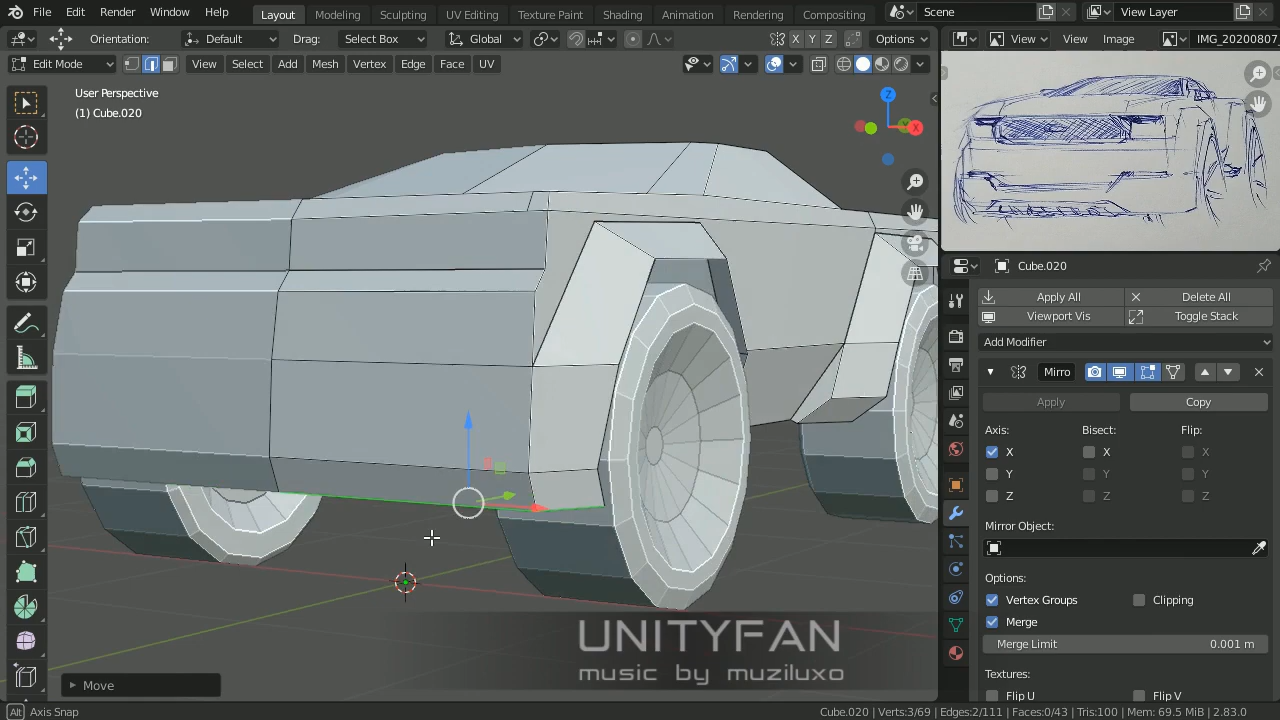 File Edit Render Window Help Layout Modeling Sculpting UV Editing Texture Paint Shading Animation Rendering Compositing Scene View Layer
Orientation: Default Drag: Select Box Global X Y Z Options View View Image IMG_20200807
Edit Mode View Select Add Mesh Vertex Edge Face UV
User Perspective
(1) Cube.020
Z
Y X
Cube.020
Apply All Delete All
Viewport Vis Toggle Stack
Add Modifier
Mirro
Apply Copy
Axis: Bisect: Flip:
X X X
Y Y Y
Z Z Z
Mirror Object:
Options:
Vertex Groups Clipping
Merge
Merge Limit 0.001 m
Textures:
Flip U Flip V
UNITYFAN
music by muziluxo
Move
Alt Axis Snap Cube.020 | Verts:3/69 | Edges:2/111 | Faces:0/43 | Tris:100 | Mem: 69.5 MiB | 2.83.0